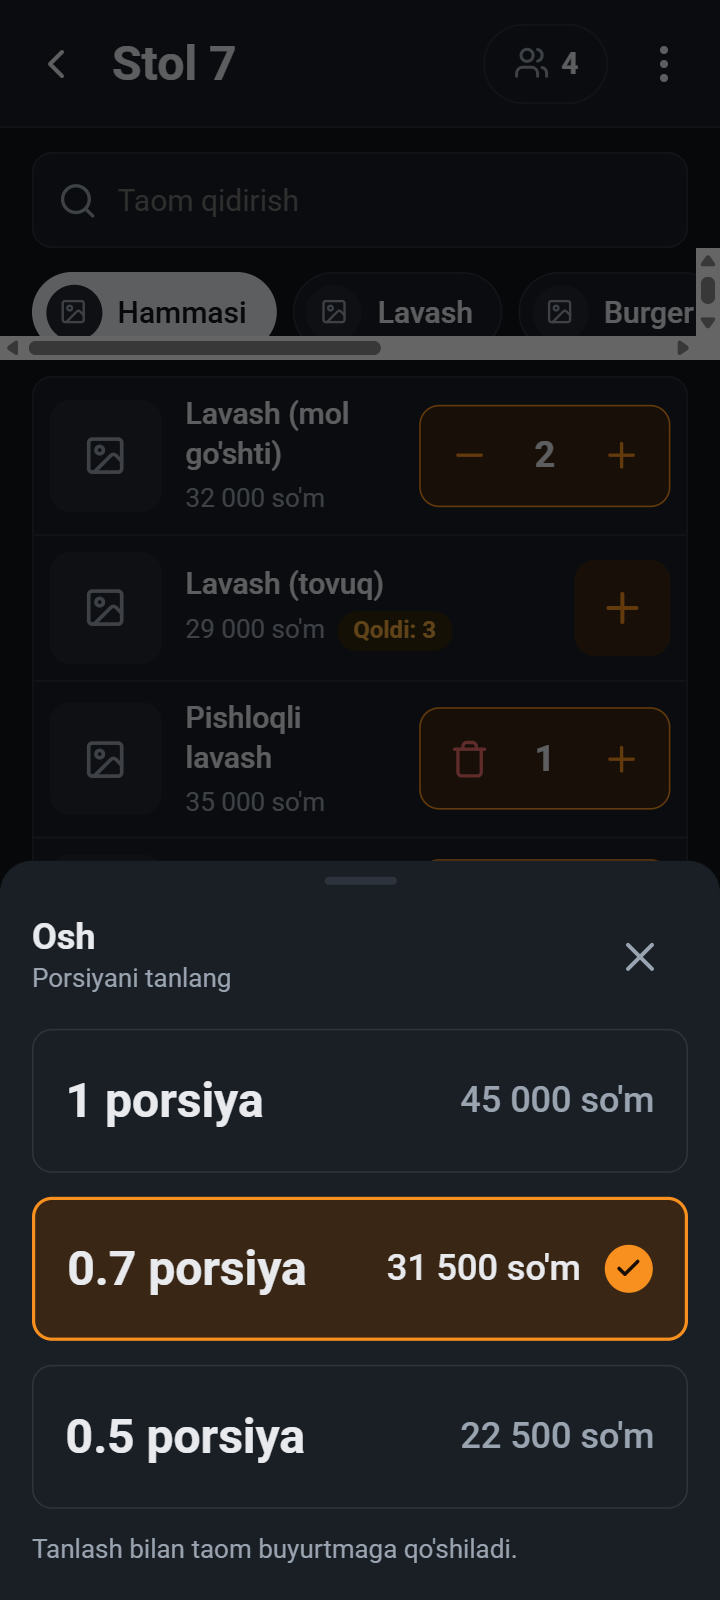 Stol 7
4
Taom qidirish
Hammasi
Lavash
Burger
Lavash (mol
go'shti)
32 000 so'm
2
Lavash (tovuq)
29 000 so'm
Qoldi: 3
Pishloqli
lavash
35 000 so'm
1
Osh
Porsiyani tanlang
1 porsiya
45 000 so'm
0.7 porsiya
31 500 so'm
0.5 porsiya
22 500 so'm
Tanlash bilan taom buyurtmaga qo'shiladi.